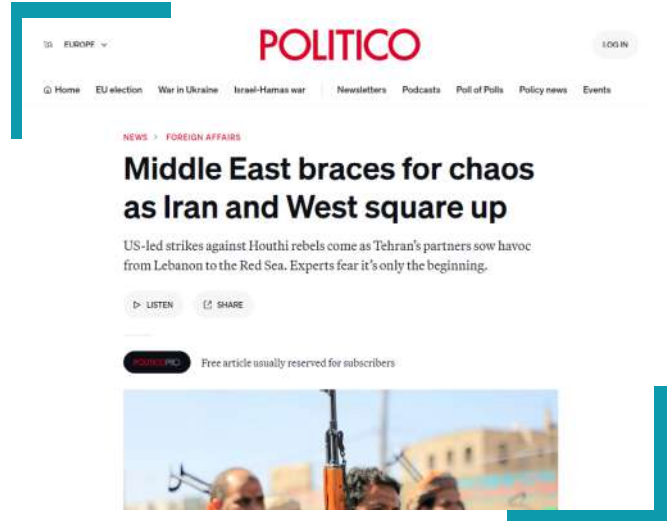 EUROPE
POLITICO
LOG IN
Home EU election War in Ukraine Israel-Hamas war Newsletters Podcasts Poll of Polls Policy news Events
NEWS > FOREIGN AFFAIRS
Middle East braces for chaos
as Iran and West square up
US-led strikes against Houthi rebels come as Tehran's partners sow havoc
from Lebanon to the Red Sea. Experts fear it's only the beginning.
LISTEN SHARE
POLITICOPRO Free article usually reserved for subscribers